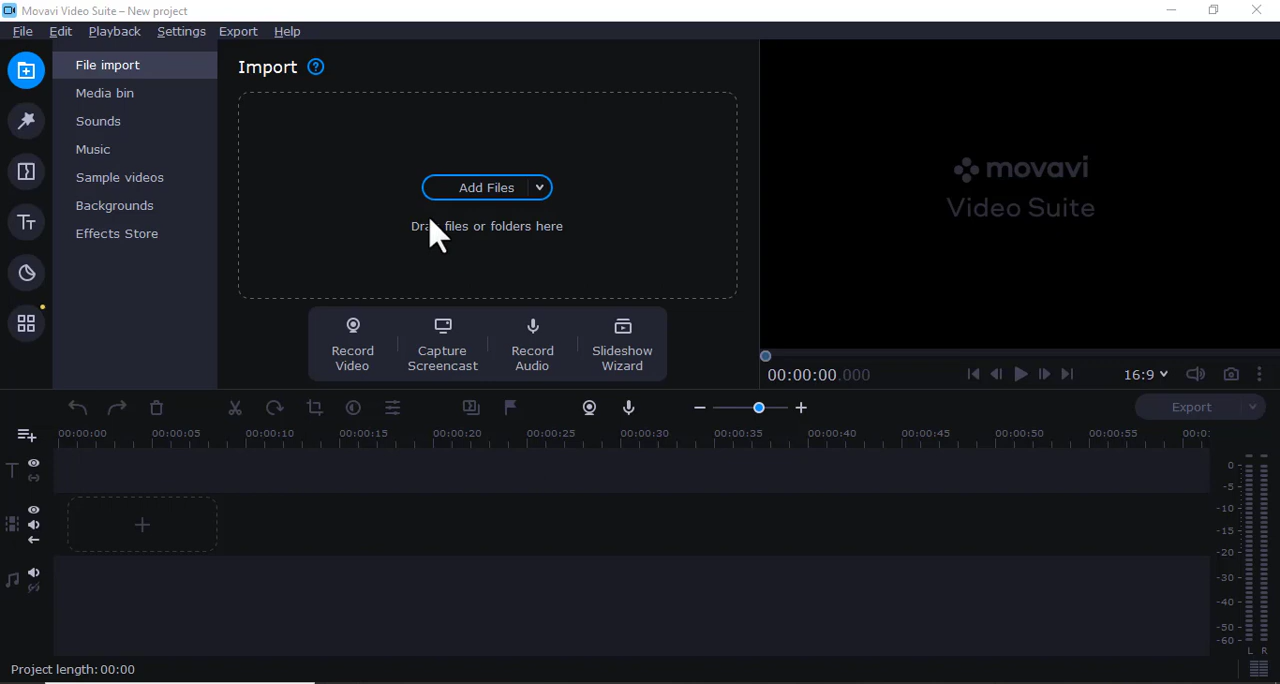 Movavi Video Suite – New project
File Edit Playback Settings Export Help
File import
Media bin
Sounds
Music
Sample videos
Backgrounds
Effects Store
Import ?
Add Files
Drag files or folders here
Record Video
Capture Screencast
Record Audio
Slideshow Wizard
movavi
Video Suite
00:00:00.000
16:9
Export
00:00:00 00:00:05 00:00:10 00:00:15 00:00:20 00:00:25 00:00:30 00:00:35 00:00:40 00:00:45 00:00:50 00:00:55 00:0:
0
-5
-10
-15
-20
-30
-40
-50
-60
L R
Project length: 00:00